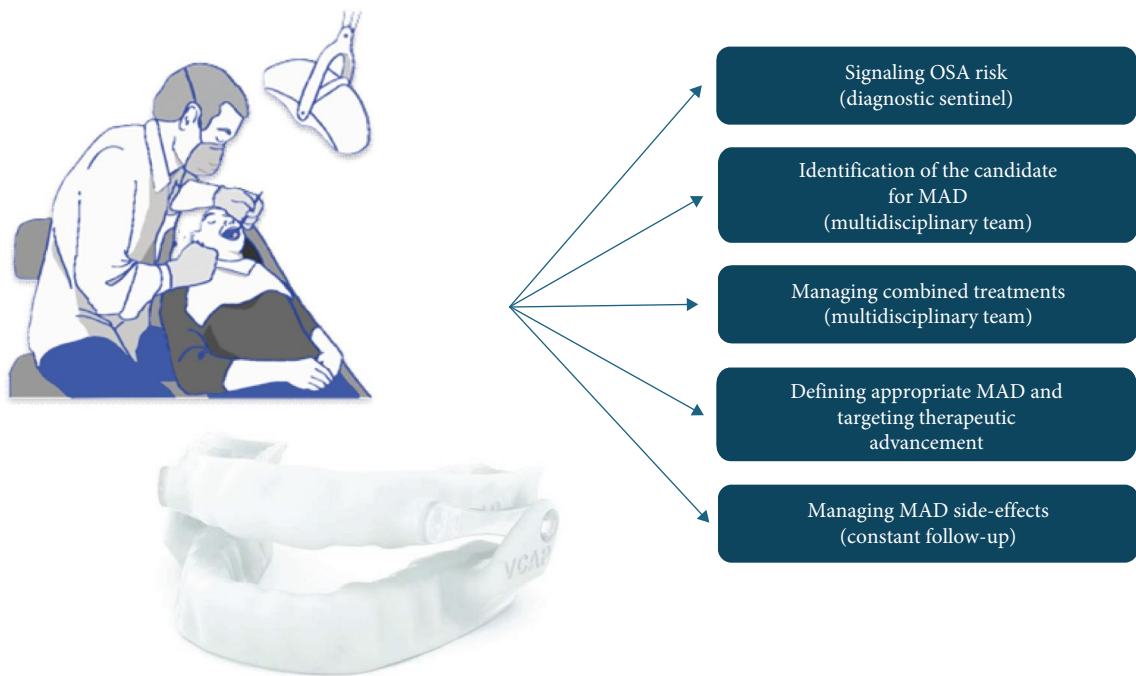 Signaling OSA risk
(diagnostic sentinel)
Identification of the candidate
for MAD
(multidisciplinary team)
Managing combined treatments
(multidisciplinary team)
Defining appropriate MAD and
targeting therapeutic
advancement
Managing MAD side-effects
(constant follow-up)